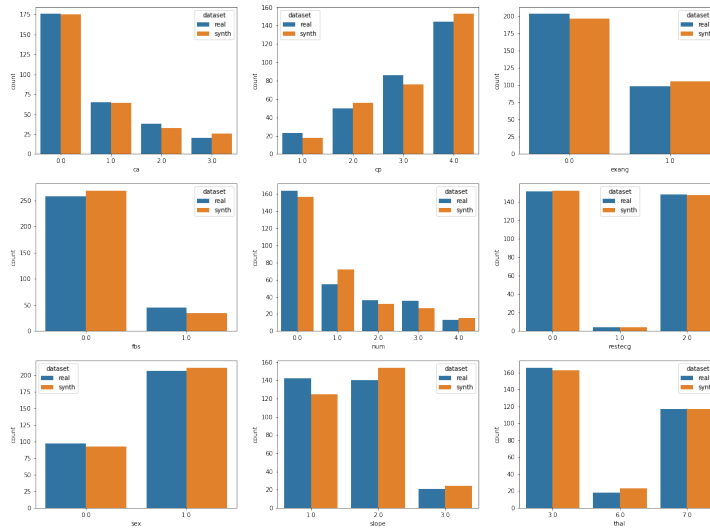 dataset
real
synth
count
175
150
125
100
75
50
25
0
0.0 1.0 2.0 3.0
ca
dataset
real
synth
count
160
140
120
100
80
60
40
20
0
1.0 2.0 3.0 4.0
cp
dataset
real
synth
count
200
175
150
125
100
75
50
25
0
0.0 1.0
exang
dataset
real
synth
count
250
200
150
100
50
0
0.0 1.0
fbs
dataset
real
synth
count
160
140
120
100
80
60
40
20
0
0.0 1.0 2.0 3.0 4.0
num
dataset
real
synth
count
140
120
100
80
60
40
20
0
0.0 1.0 2.0
restecg
dataset
real
synth
count
200
175
150
125
100
75
50
25
0
0.0 1.0
sex
dataset
real
synth
count
160
140
120
100
80
60
40
20
0
1.0 2.0 3.0
slope
dataset
real
synth
count
160
140
120
100
80
60
40
20
0
3.0 6.0 7.0
thal